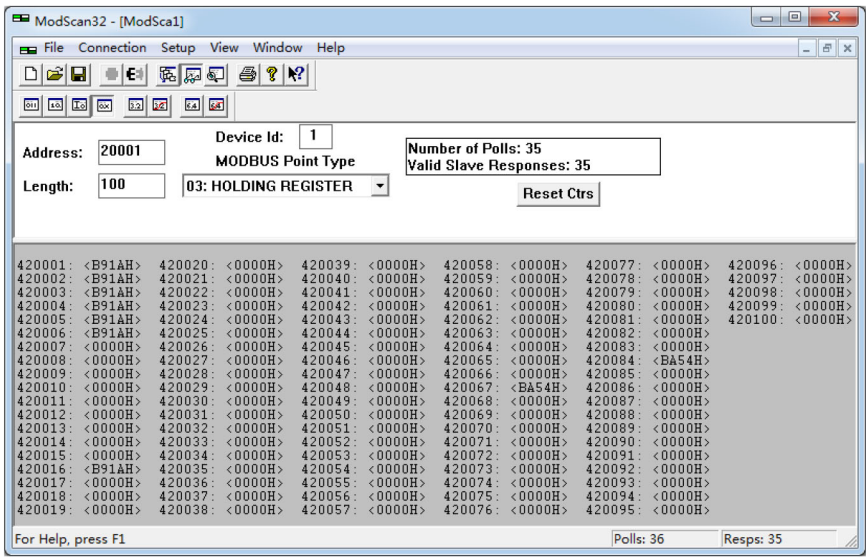 ModScan32 - [ModSca1]
File Connection Setup View Window Help
Address: 20001
Device Id: 1
MODBUS Point Type
Length: 100
03: HOLDING REGISTER
Number of Polls: 35
Valid Slave Responses: 35
Reset Ctrs
420001: <B91AH> 420020: <0000H> 420039: <0000H> 420058: <0000H> 420077: <0000H> 420096: <0000H>
420002: <B91AH> 420021: <0000H> 420040: <0000H> 420059: <0000H> 420078: <0000H> 420097: <0000H>
420003: <B91AH> 420022: <0000H> 420041: <0000H> 420060: <0000H> 420079: <0000H> 420098: <0000H>
420004: <B91AH> 420023: <0000H> 420042: <0000H> 420061: <0000H> 420080: <0000H> 420099: <0000H>
420005: <B91AH> 420024: <0000H> 420043: <0000H> 420062: <0000H> 420081: <0000H> 420100: <0000H>
420006: <B91AH> 420025: <0000H> 420044: <0000H> 420063: <0000H> 420082: <0000H>
420007: <0000H> 420026: <0000H> 420045: <0000H> 420064: <0000H> 420083: <0000H>
420008: <0000H> 420027: <0000H> 420046: <0000H> 420065: <0000H> 420084: <BA54H>
420009: <0000H> 420028: <0000H> 420047: <0000H> 420066: <0000H> 420085: <0000H>
420010: <0000H> 420029: <0000H> 420048: <0000H> 420067: <BA54H> 420086: <0000H>
420011: <0000H> 420030: <0000H> 420049: <0000H> 420068: <0000H> 420087: <0000H>
420012: <0000H> 420031: <0000H> 420050: <0000H> 420069: <0000H> 420088: <0000H>
420013: <0000H> 420032: <0000H> 420051: <0000H> 420070: <0000H> 420089: <0000H>
420014: <0000H> 420033: <0000H> 420052: <0000H> 420071: <0000H> 420090: <0000H>
420015: <0000H> 420034: <0000H> 420053: <0000H> 420072: <0000H> 420091: <0000H>
420016: <B91AH> 420035: <0000H> 420054: <0000H> 420073: <0000H> 420092: <0000H>
420017: <0000H> 420036: <0000H> 420055: <0000H> 420074: <0000H> 420093: <0000H>
420018: <0000H> 420037: <0000H> 420056: <0000H> 420075: <0000H> 420094: <0000H>
420019: <0000H> 420038: <0000H> 420057: <0000H> 420076: <0000H> 420095: <0000H>
For Help, press F1
Polls: 36
Resps: 35